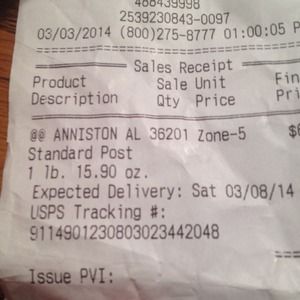 488439998
2539230843-0097
03/03/2014 (800)275-8777 01:00:05 P
Sales Receipt
Product Sale Unit Fin
Description Qty Price Pri
@@ ANNISTON AL 36201 Zone-5 $
Standard Post
1 lb. 15.90 oz.
Expected Delivery: Sat 03/08/14
USPS Tracking #:
9114901230803023442048
Issue PVI: